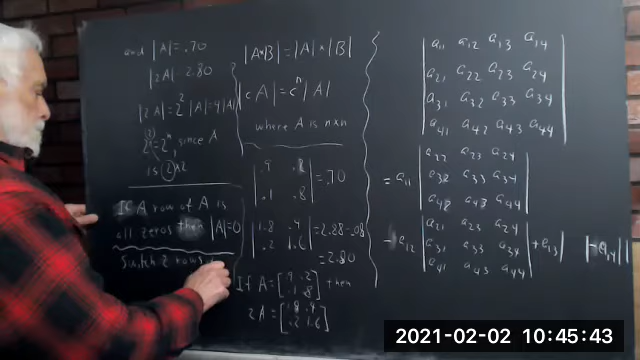 and |A| = .70
|2A| = 2.80
|2A| = 2² |A| = 4|A|
2² = 2ⁿ, since A
is 2x2
If A row of A is
all zeros then |A|=0
Switch 2 rows
|A*B| = |A| * |B|
|cA| = cⁿ |A|
where A is nxn
| .9 .2 |
| .1 .8 | = .70
| 1.8 .4 |
| .2 1.6 | = 2.88 - .08
= 2.80
If A = [ .9 .2 ] then
[ .1 .8 ]
2A = [ 1.8 .4 ]
[ .2 1.6 ]
a11 a12 a13 a14
a21 a22 a23 a24
a31 a32 a33 a34
a41 a42 a43 a44
a22 a23 a24
= a11 | a32 a33 a34 |
a42 a43 a44
a21 a23 a24
- a12 | a31 a33 a34 | + a13 | | - a14 | |
a41 a43 a44
2021-02-02 10:45:43